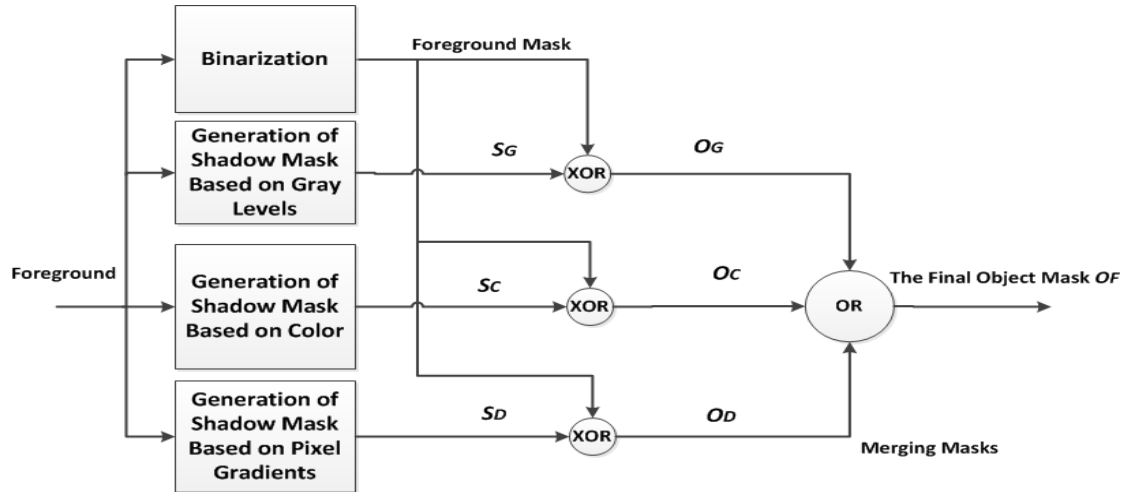 Binarization
Foreground Mask
Generation of
Shadow Mask
Based on Gray
Levels
SG
XOR
OG
Foreground
Generation of
Shadow Mask
Based on Color
SC
XOR
OC
OR
The Final Object Mask OF
Generation of
Shadow Mask
Based on Pixel
Gradients
SD
XOR
OD
Merging Masks